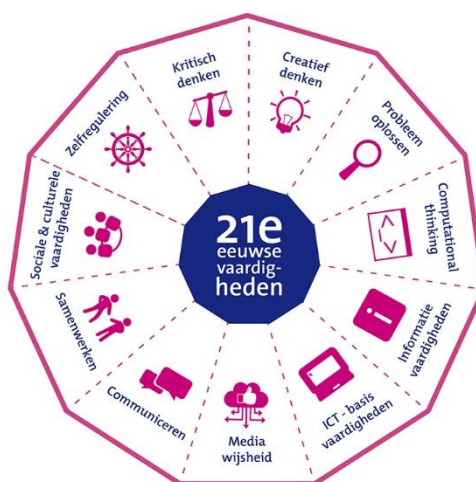 21e
eeuwse
vaardig-
heden
Kritisch
denken
Creatief
denken
Probleem
oplossen
Computational
thinking
Informatie
vaardigheden
ICT - basis
vaardigheden
Media
wijsheid
Communiceren
Samenwerken
Sociale & culturele
vaardigheden
Zelfregulering